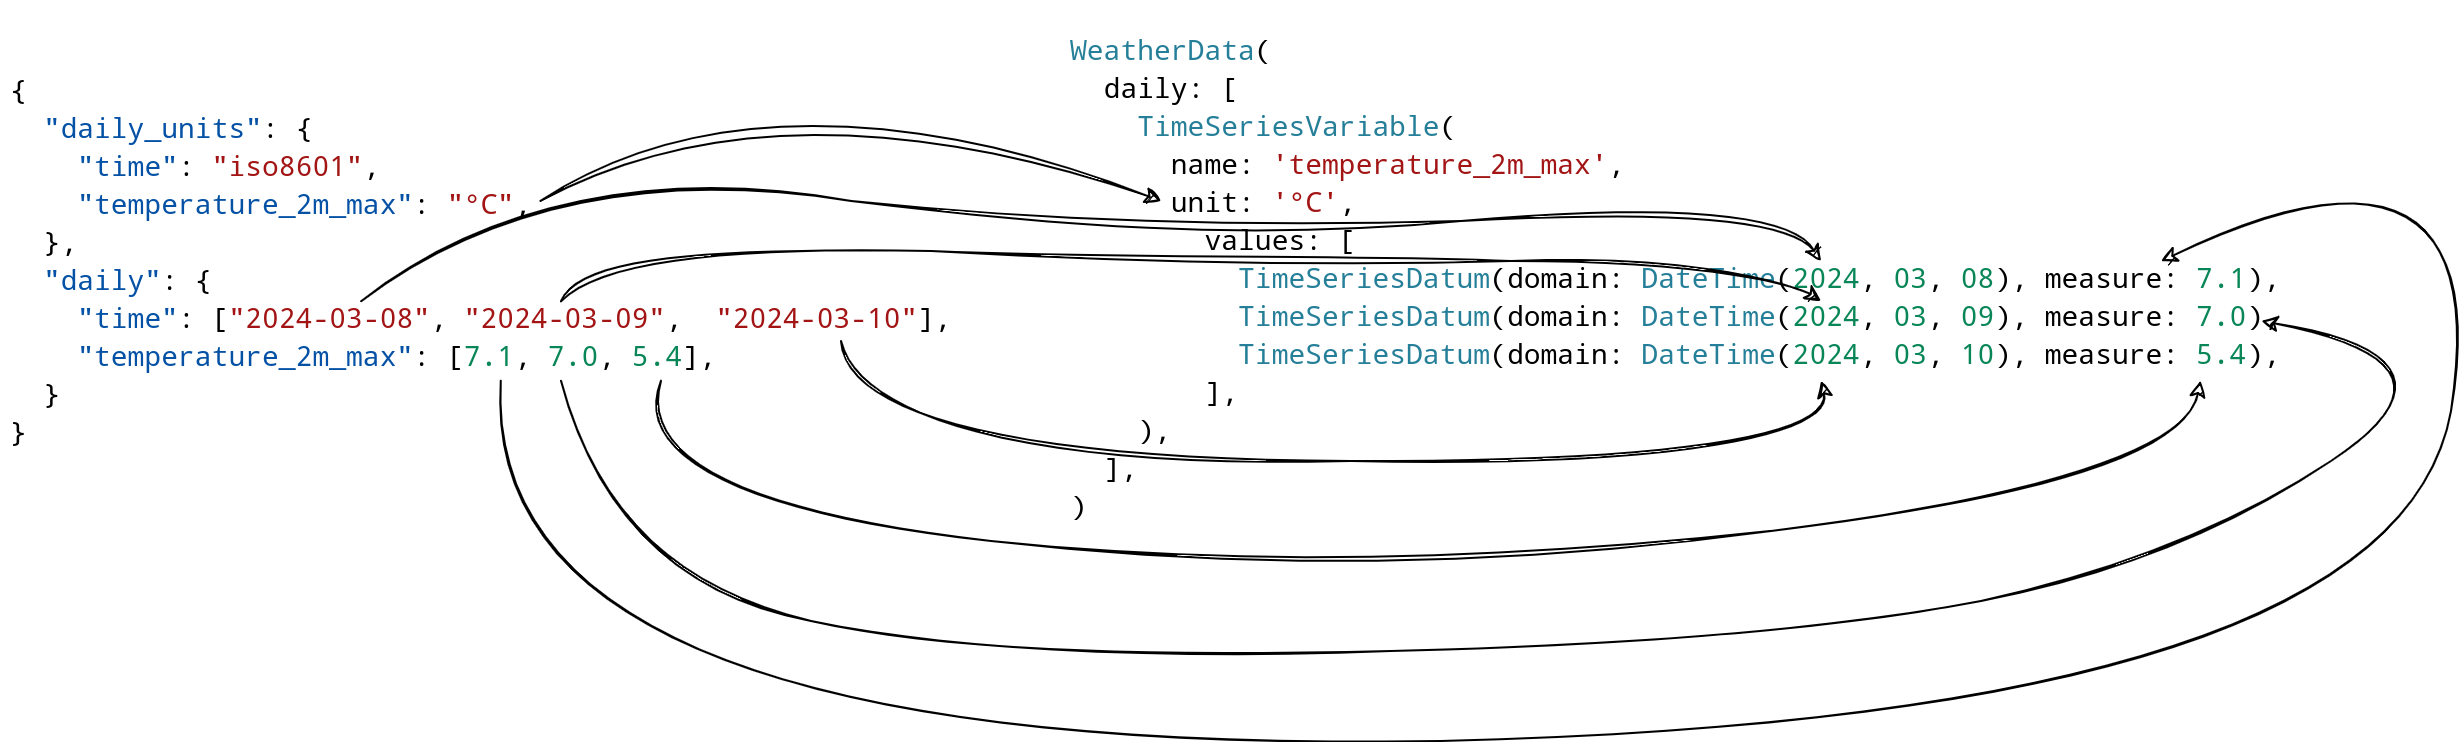 {
  "daily_units": {
    "time": "iso8601",
    "temperature_2m_max": "°C",
  },
  "daily": {
    "time": ["2024-03-08", "2024-03-09",  "2024-03-10"],
    "temperature_2m_max": [7.1, 7.0, 5.4],
  }
}
WeatherData(
  daily: [
    TimeSeriesVariable(
      name: 'temperature_2m_max',
      unit: '°C',
        values: [
          TimeSeriesDatum(domain: DateTime(2024, 03, 08), measure: 7.1),
          TimeSeriesDatum(domain: DateTime(2024, 03, 09), measure: 7.0),
          TimeSeriesDatum(domain: DateTime(2024, 03, 10), measure: 5.4),
        ],
    ),
  ],
)